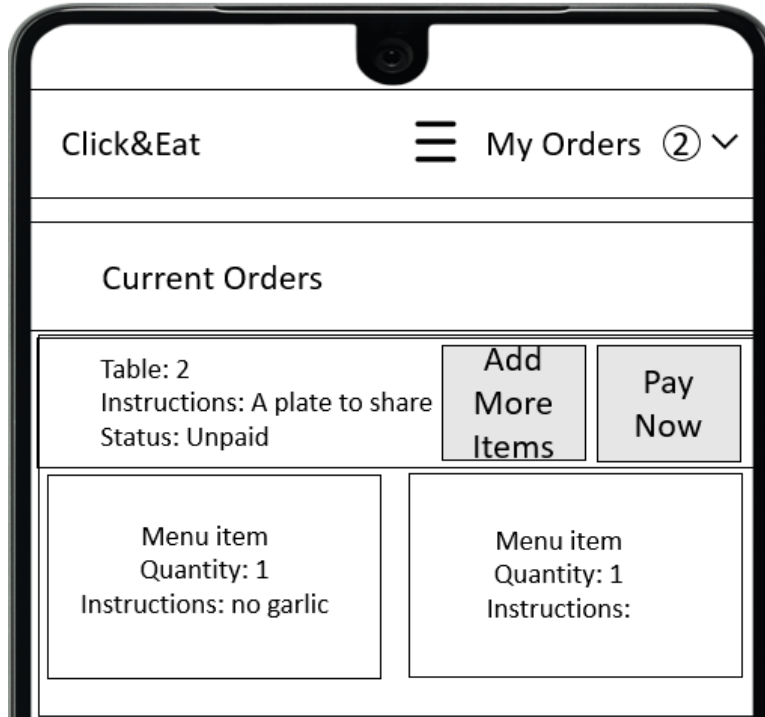 Click&Eat
My Orders 2
Current Orders
Table: 2
Instructions: A plate to share
Status: Unpaid
Add
More
Items
Pay
Now
Menu item
Quantity: 1
Instructions: no garlic
Menu item
Quantity: 1
Instructions: